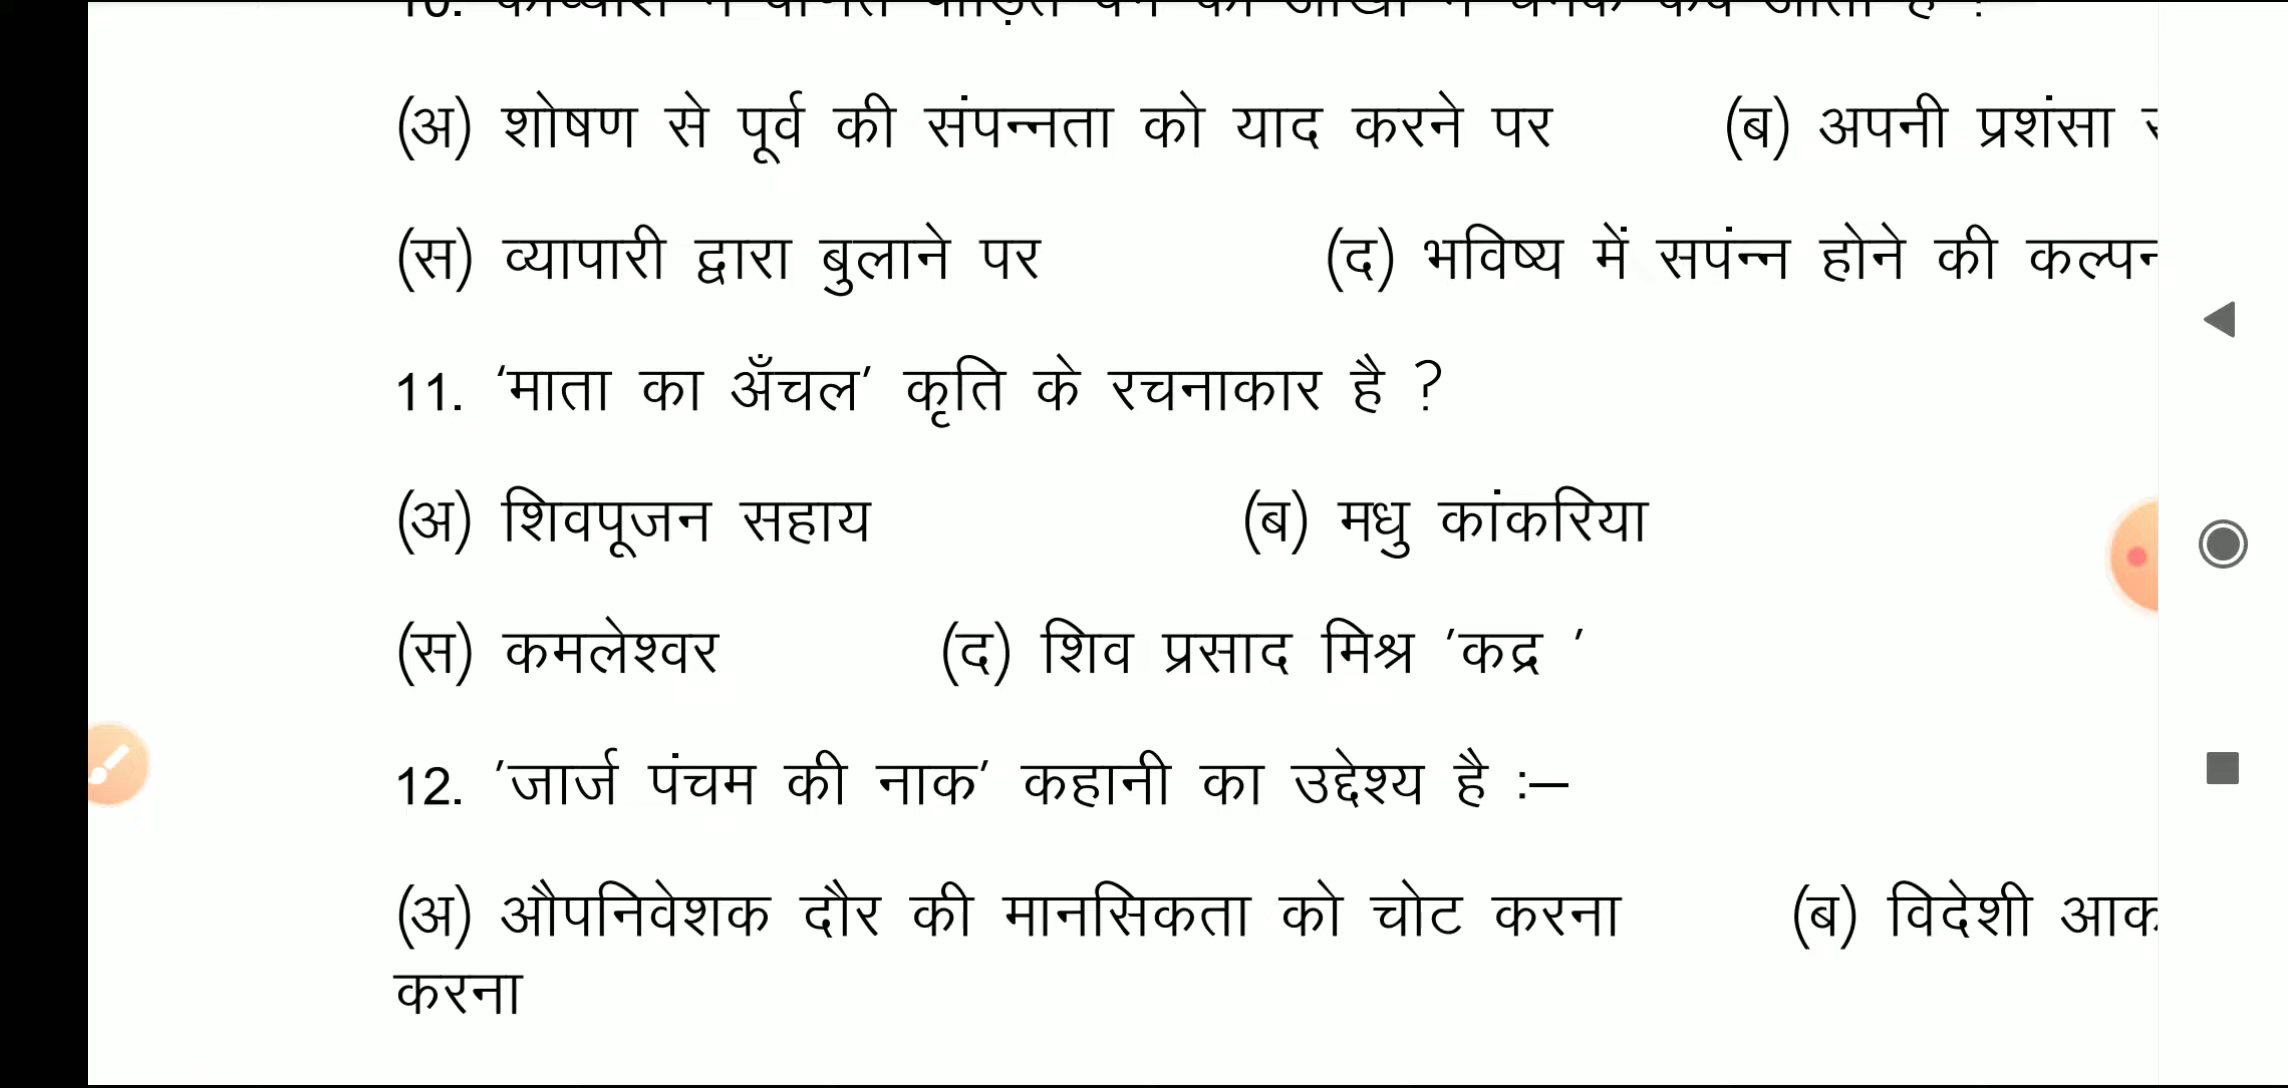 (अ) शोषण से पूर्व की संपन्नता को याद करने पर (ब) अपनी प्रशंसा
(स) व्यापारी द्वारा बुलाने पर (द) भविष्य में सपंन्न होने की
11. ‘माता का अँचल’ कृति के रचनाकार है ?
(अ) शिवपूजन सहाय (ब) मधु कांकरिया
(स) कमलेश्वर (द) शिव प्रसाद मिश्र ’कद्र ’
12. ’जार्ज पंचम की नाक’ कहानी का उद्देश्य है :–
(अ) औपनिवेशक दौर की मानसिकता को चोट करना (ब) विदेशी
करना